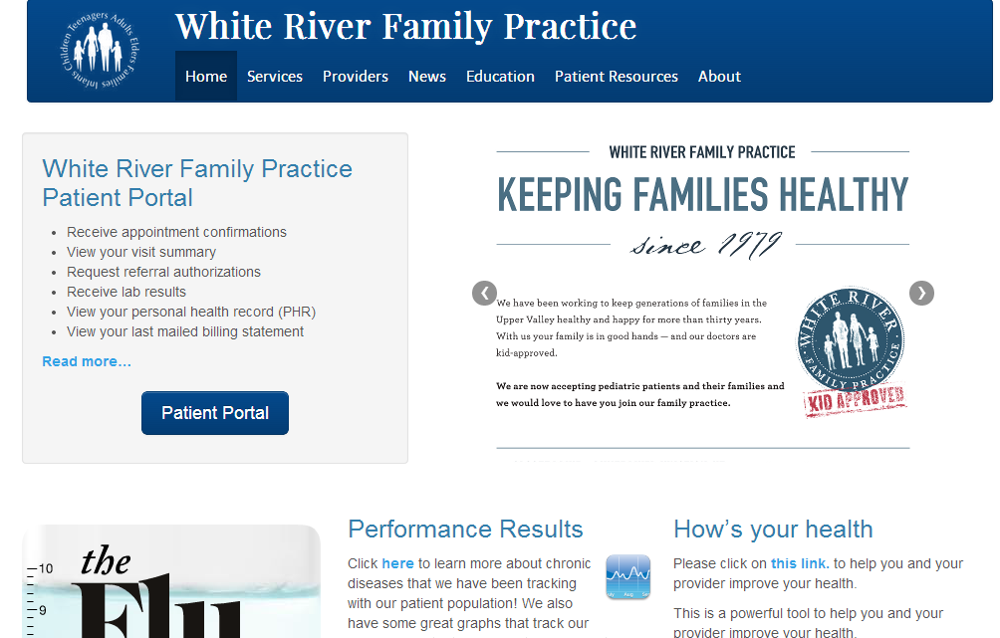 Infants Children Teenagers Adults Elders Families
White River Family Practice
Home Services Providers News Education Patient Resources About
White River Family Practice
Patient Portal
Receive appointment confirmations
View your visit summary
Request referral authorizations
Receive lab results
View your personal health record (PHR)
View your last mailed billing statement
Read more...
Patient Portal
WHITE RIVER FAMILY PRACTICE
KEEPING FAMILIES HEALTHY
since 1979
We have been working to keep generations of families in the
Upper Valley healthy and happy for more than thirty years.
With us your family is in good hands — and our doctors are
kid-approved.
We are now accepting pediatric patients and their families and
we would love to have you join our family practice.
WHITE RIVER
FAMILY PRACTICE
KID APPROVED
10
9
the
Flu
Performance Results
Click here to learn more about chronic
diseases that we have been tracking
with our patient population! We also
have some great graphs that track our
How's your health
Please click on this link. to help you and your
provider improve your health.
This is a powerful tool to help you and your
provider improve your health.